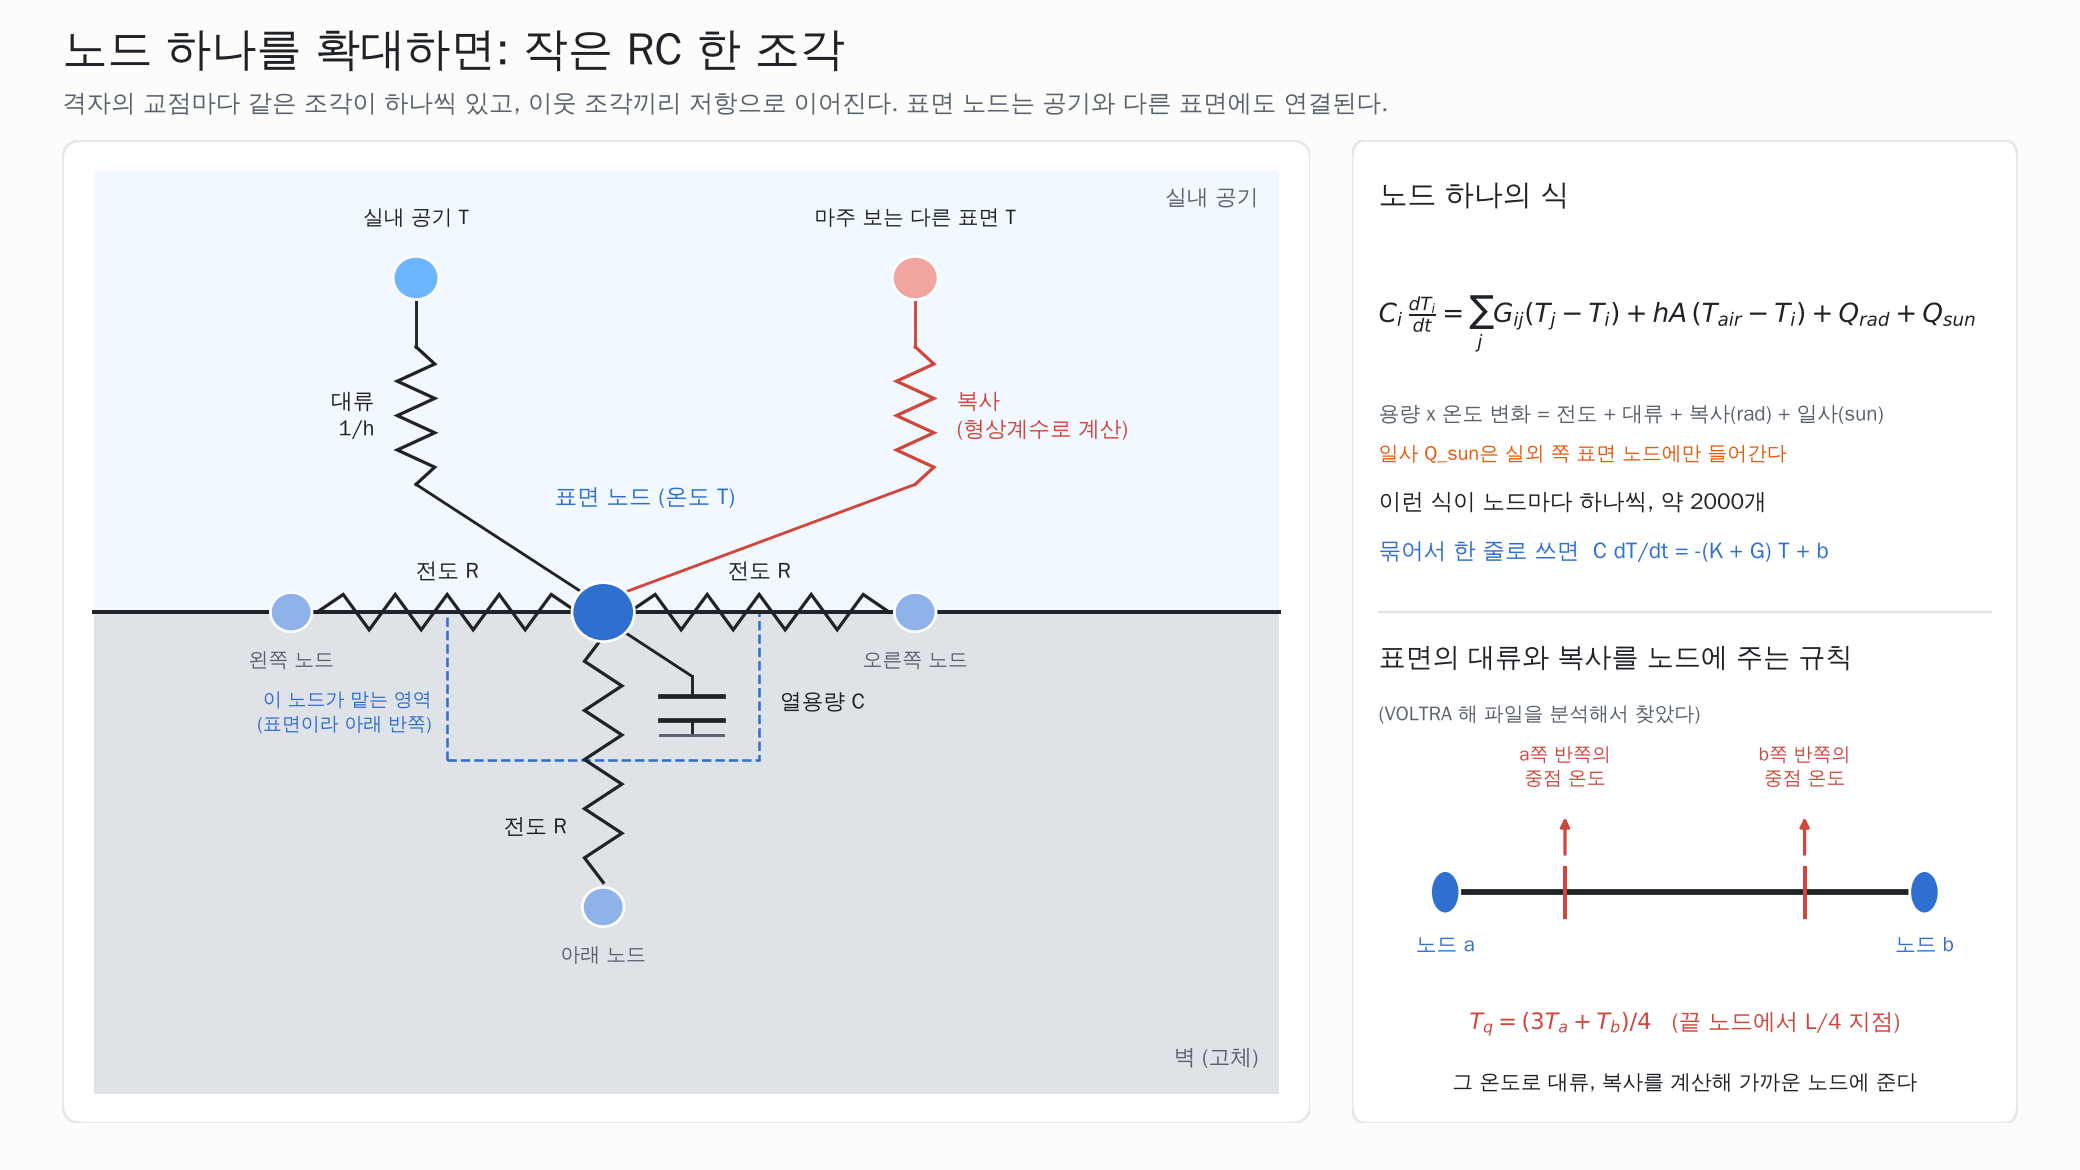 노드 하나를 확대하면: 작은 RC 한 조각
격자의 교점마다 같은 조각이 하나씩 있고, 이웃 조각끼리 저항으로 이어진다. 표면 노드는 공기와 다른 표면에도 연결된다.
실내 공기
실내 공기 T
마주 보는 다른 표면 T
대류
1/h
복사
(형상계수로 계산)
표면 노드 (온도 T)
전도 R
전도 R
왼쪽 노드
오른쪽 노드
이 노드가 맡는 영역
(표면이라 아래 반쪽)
열용량 C
전도 R
아래 노드
벽 (고체)
노드 하나의 식
C_i dT_i/dt = ∑_j G_ij(T_j − T_i) + hA (T_air − T_i) + Q_rad + Q_sun
용량 x 온도 변화 = 전도 + 대류 + 복사(rad) + 일사(sun)
일사 Q_sun은 실외 쪽 표면 노드에만 들어간다
이런 식이 노드마다 하나씩, 약 2000개
묶어서 한 줄로 쓰면 C dT/dt = -(K + G) T + b
표면의 대류와 복사를 노드에 주는 규칙
(VOLTRA 해 파일을 분석해서 찾았다)
a쪽 반쪽의
중점 온도
b쪽 반쪽의
중점 온도
노드 a
노드 b
T_q = (3T_a + T_b)/4 (끝 노드에서 L/4 지점)
그 온도로 대류, 복사를 계산해 가까운 노드에 준다